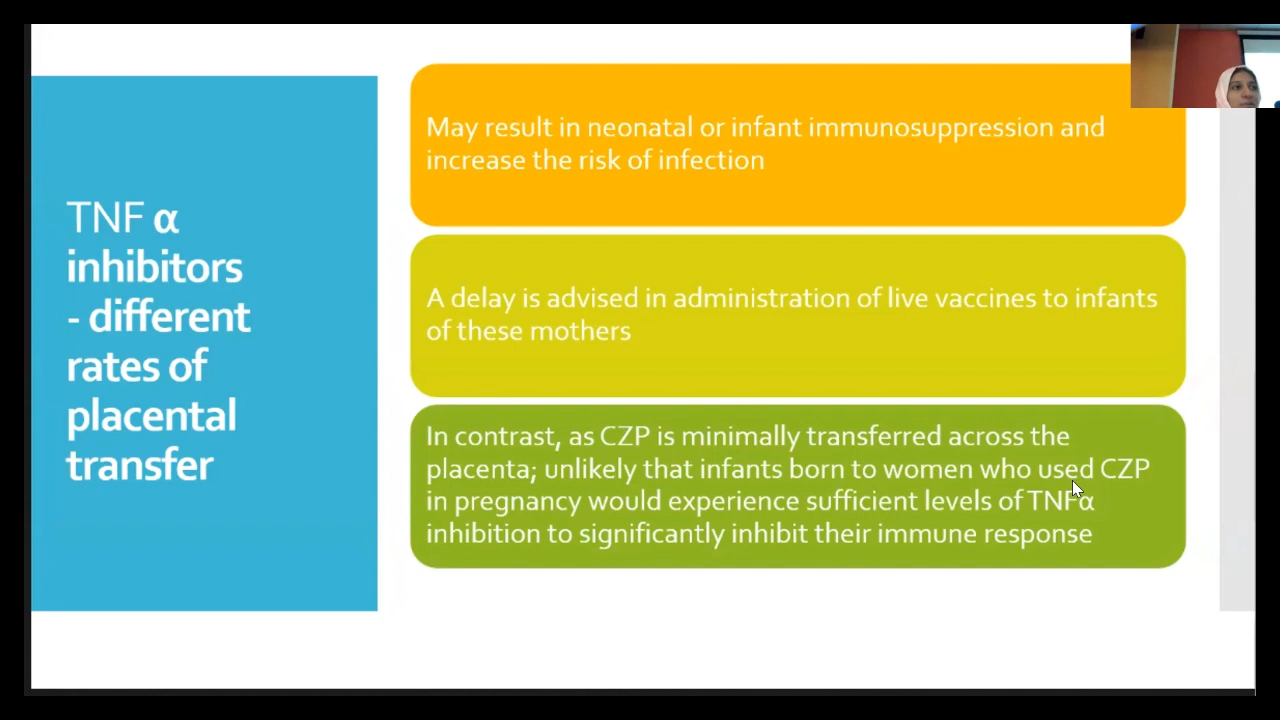 TNF α
inhibitors
- different
rates of
placental
transfer
May result in neonatal or infant immunosuppression and
increase the risk of infection
A delay is advised in administration of live vaccines to infants
of these mothers
In contrast, as CZP is minimally transferred across the
placenta; unlikely that infants born to women who used CZP
in pregnancy would experience sufficient levels of TNFα
inhibition to significantly inhibit their immune response